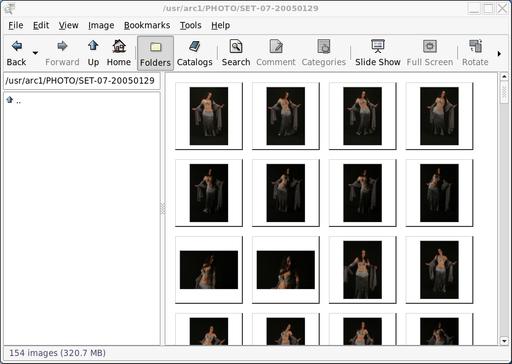 /usr/arc1/PHOTO/SET-07-20050129
File Edit View Image Bookmarks Tools Help
Back Forward Up Home Folders Catalogs Search Comment Categories Slide Show Full Screen Rotate
/usr/arc1/PHOTO/SET-07-20050129
..
154 images (320.7 MB)